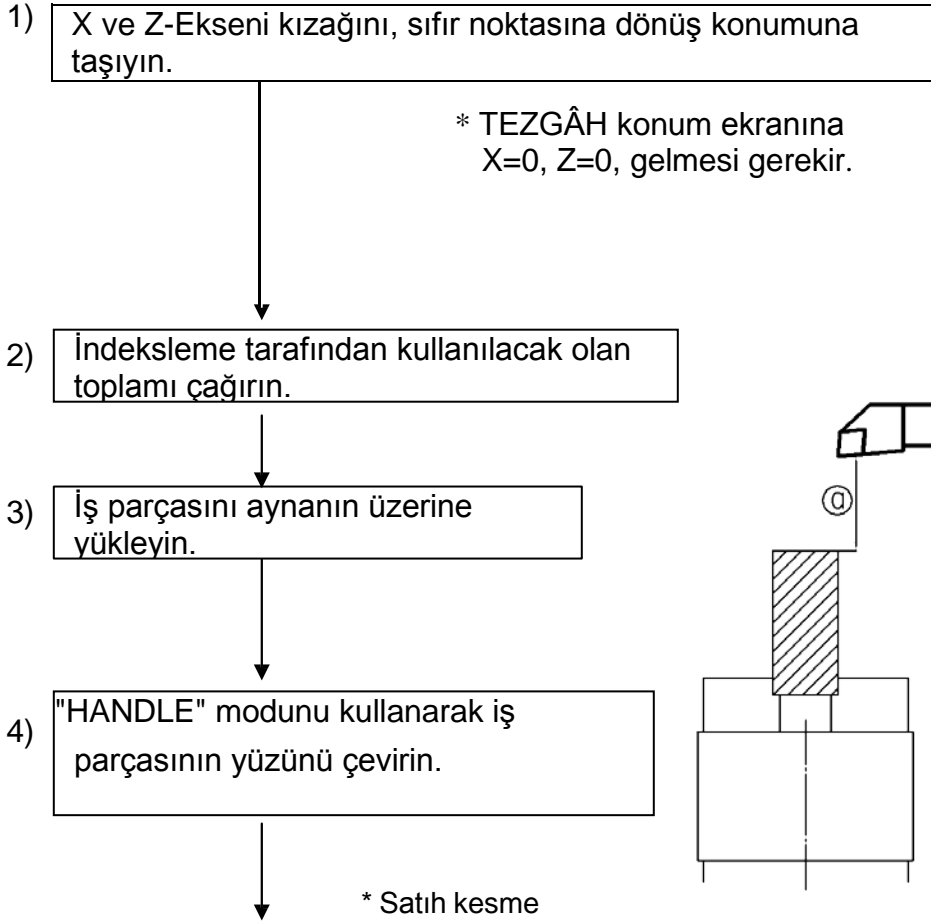 1) X ve Z-Ekseni kızağını, sıfır noktasına dönüş konumuna
taşıyın.
* TEZGÂH konum ekranına
X=0, Z=0, gelmesi gerekir.
2) İndeksleme tarafından kullanılacak olan
toplamı çağırın.
3) İş parçasını aynanın üzerine
yükleyin.
ⓐ
4) "HANDLE" modunu kullanarak iş
parçasının yüzünü çevirin.
* Satıh kesme